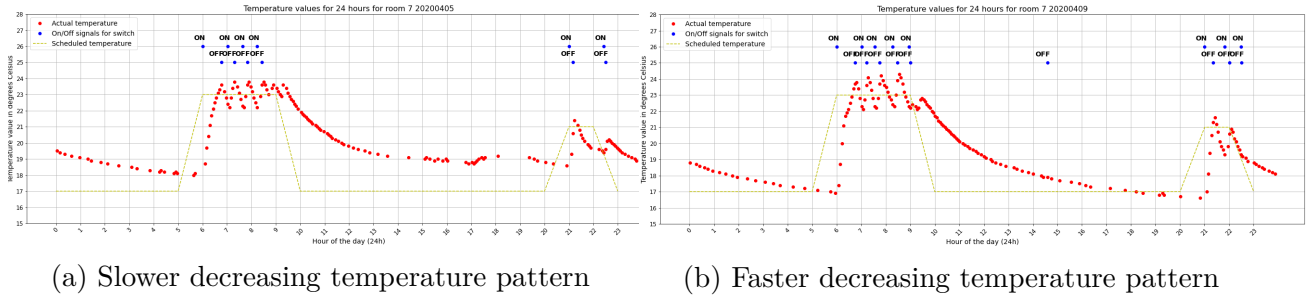 Temperature values for 24 hours for room 7 20200405
Actual temperature
On/Off signals for switch
Scheduled temperature
Temperature value in degrees Celsius
28
27
26
25
24
23
22
21
20
19
18
17
16
15
ON ON ON ON ON ON
OFF OFF OFF OFF OFF
0 1 2 3 4 5 6 7 8 9 10 11 12 13 14 15 16 17 18 19 20 21 22 23
Hour of the day (24h)
(a) Slower decreasing temperature pattern
Temperature values for 24 hours for room 7 20200409
Actual temperature
On/Off signals for switch
Scheduled temperature
Temperature value in degrees Celsius
28
27
26
25
24
23
22
21
20
19
18
17
16
15
ON ON ON ON ON ON ON ON
OFF OFF OFF OFF OFF OFF OFF OFF
0 1 2 3 4 5 6 7 8 9 10 11 12 13 14 15 16 17 18 19 20 21 22 23
Hour of the day (24h)
(b) Faster decreasing temperature pattern